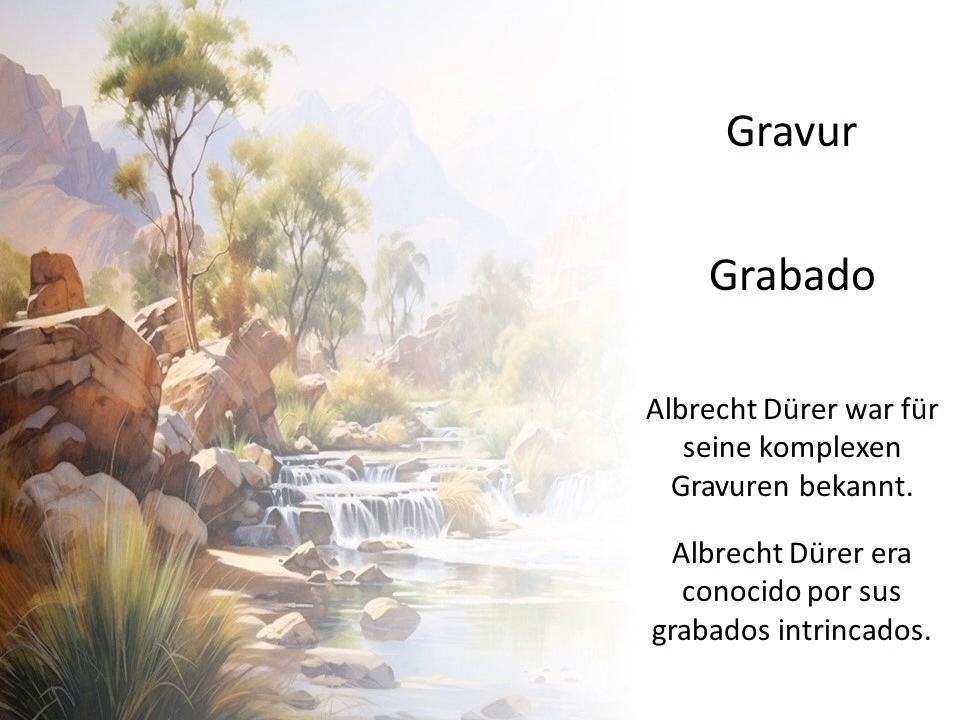 Gravur
Grabado
Albrecht Dürer war für
seine komplexen
Gravuren bekannt.
Albrecht Dürer era
conocido por sus
grabados intrincados.